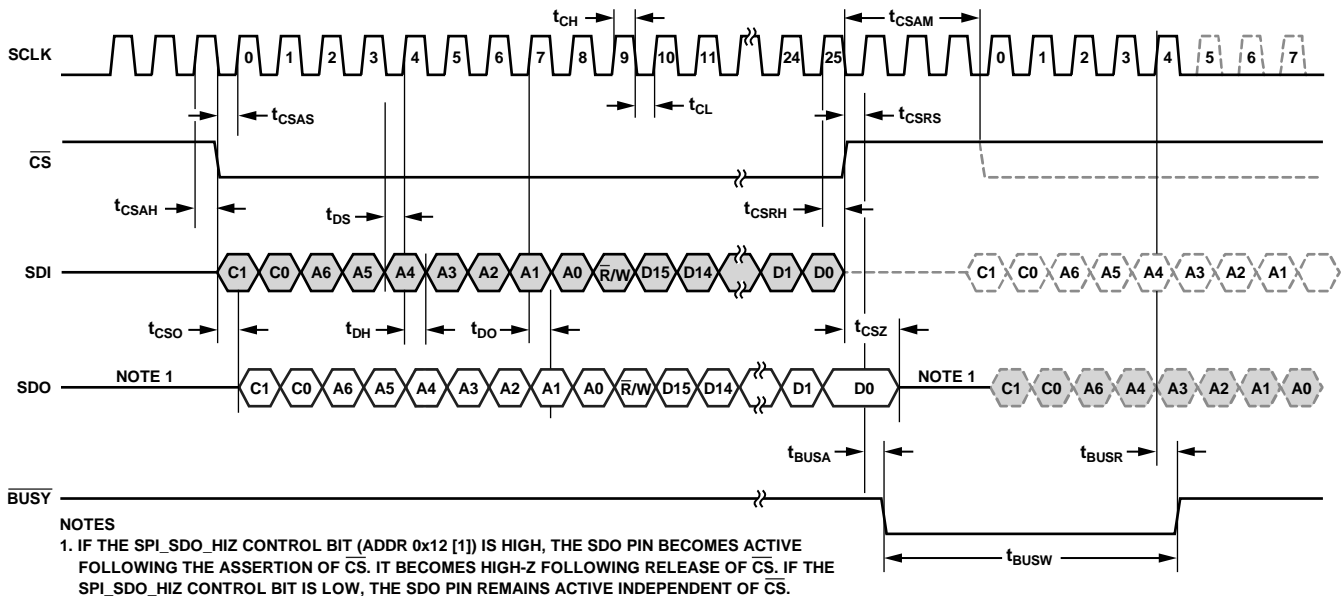 tCH
tCSAM
SCLK
0 1 2 3 4 5 6 7 8 9 10 11 24 25 0 1 2 3 4 5 6 7
tCSAS
tCL
tCSRS
CS
tCSAH
tDS
tCSRH
SDI
C1 C0 A6 A5 A4 A3 A2 A1 A0 R/W D15 D14 D1 D0 C1 C0 A6 A5 A4 A3 A2 A1
tCSO
tDH
tDO
tCSZ
SDO
NOTE 1
C1 C0 A6 A5 A4 A3 A2 A1 A0 R/W D15 D14 D1 D0
NOTE 1
C1 C0 A6 A4 A3 A2 A1 A0
tBUSA
tBUSR
BUSY
tBUSW
NOTES
1. IF THE SPI_SDO_HIZ CONTROL BIT (ADDR 0x12 [1]) IS HIGH, THE SDO PIN BECOMES ACTIVE
FOLLOWING THE ASSERTION OF CS. IT BECOMES HIGH-Z FOLLOWING RELEASE OF CS. IF THE
SPI_SDO_HIZ CONTROL BIT IS LOW, THE SDO PIN REMAINS ACTIVE INDEPENDENT OF CS.